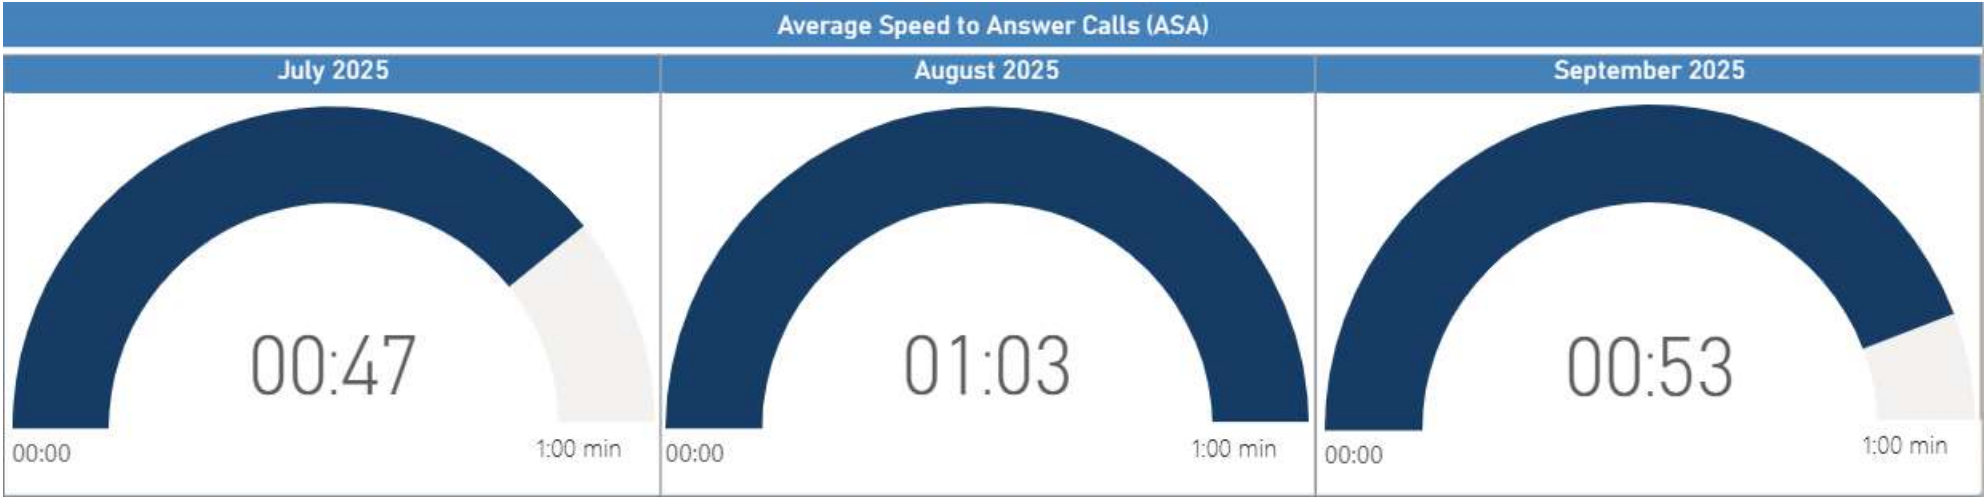 Average Speed to Answer Calls (ASA)
July 2025
August 2025
September 2025
00:47
01:03
00:53
00:00
1:00 min
00:00
1:00 min
00:00
1:00 min